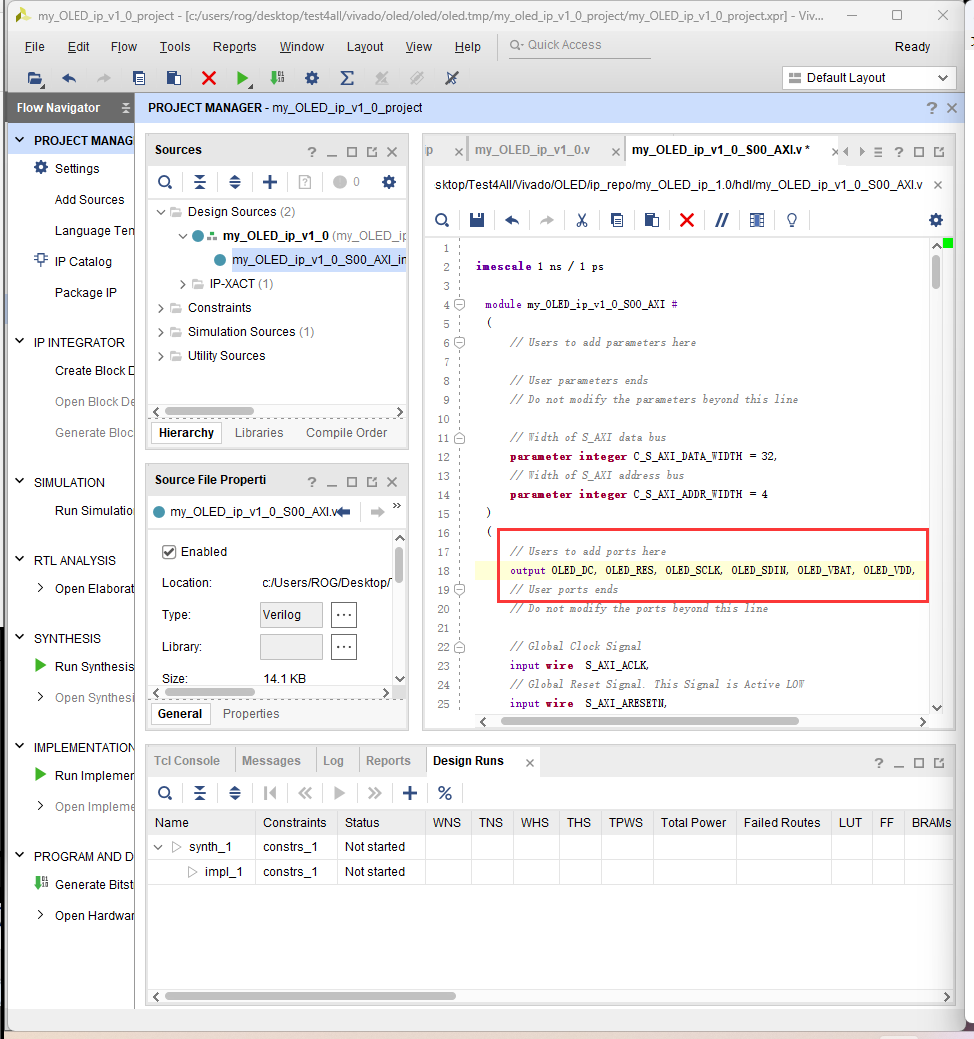 my_OLED_ip_v1_0_project - [c:/users/rog/desktop/test4all/vivado/oled/oled/oled.tmp/my_oled_ip_v1_0_project/my_OLED_ip_v1_0_project.xpr] - Viv...
File Edit Flow Tools Reports Window Layout View Help Quick Access Ready
Default Layout
Flow Navigator
PROJECT MANAG
Settings
Add Sources
Language Ten
IP Catalog
Package IP
IP INTEGRATOR
Create Block D
Open Block De
Generate Bloc
SIMULATION
Run Simulatio
RTL ANALYSIS
Open Elaborat
SYNTHESIS
Run Synthesis
Open Synthesi
IMPLEMENTATION
Run Implemer
Open Impleme
PROGRAM AND D
Generate Bitst
Open Hardwar
PROJECT MANAGER - my_OLED_ip_v1_0_project ?
Sources ?
? 0
Design Sources (2)
my_OLED_ip_v1_0 (my_OLED_ip
my_OLED_ip_v1_0_S00_AXI_in
IP-XACT (1)
Constraints
Simulation Sources (1)
Utility Sources
Hierarchy Libraries Compile Order
Source File Properti ?
my_OLED_ip_v1_0_S00_AXI.v »
Enabled
Location: c:/Users/ROG/Desktop/
Type: Verilog ...
Library: ...
Size: 14.1 KB
General Properties
p my_OLED_ip_v1_0.v my_OLED_ip_v1_0_S00_AXI.v * ?
sktop/Test4All/Vivado/OLED/ip_repo/my_OLED_ip_1.0/hdl/my_OLED_ip_v1_0_S00_AXI.v
//
1
2 imescale 1 ns / 1 ps
3
4 module my_OLED_ip_v1_0_S00_AXI #
5 (
6 // Users to add parameters here
7
8 // User parameters ends
9 // Do not modify the parameters beyond this line
10
11 // Width of S_AXI data bus
12 parameter integer C_S_AXI_DATA_WIDTH = 32,
13 // Width of S_AXI address bus
14 parameter integer C_S_AXI_ADDR_WIDTH = 4
15 )
16 (
17 // Users to add ports here
18 output OLED_DC, OLED_RES, OLED_SCLK, OLED_SDIN, OLED_VBAT, OLED_VDD,
19 // User ports ends
20 // Do not modify the ports beyond this line
21
22 // Global Clock Signal
23 input wire S_AXI_ACLK,
24 // Global Reset Signal. This Signal is Active LOW
25 input wire S_AXI_ARESETN,
Tcl Console Messages Log Reports Design Runs ?
%
Name Constraints Status WNS TNS WHS THS TPWS Total Power Failed Routes LUT FF BRAMs
synth_1 constrs_1 Not started
impl_1 constrs_1 Not started